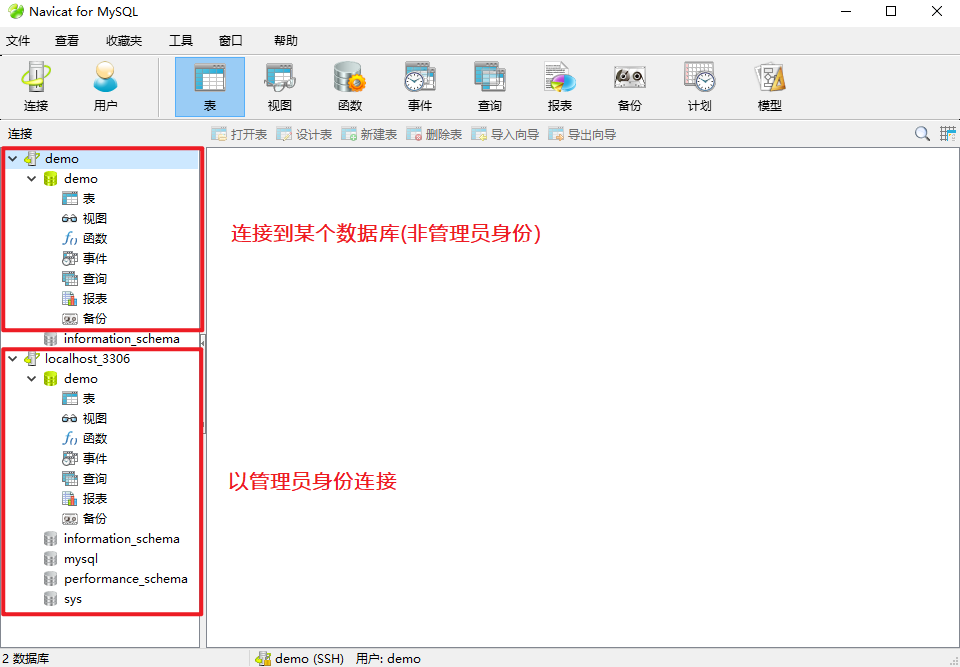 Navicat for MySQL
文件 查看 收藏夹 工具 窗口 帮助
连接 用户 表 视图 函数 事件 查询 报表 备份 计划 模型
连接 打开表 设计表 新建表 删除表 导入向导 导出向导
demo
demo
表
视图
函数
事件
查询
报表
备份
information_schema
localhost_3306
demo
表
视图
函数
事件
查询
报表
备份
information_schema
mysql
performance_schema
sys
连接到某个数据库(非管理员身份)
以管理员身份连接
2 数据库 demo (SSH) 用户: demo